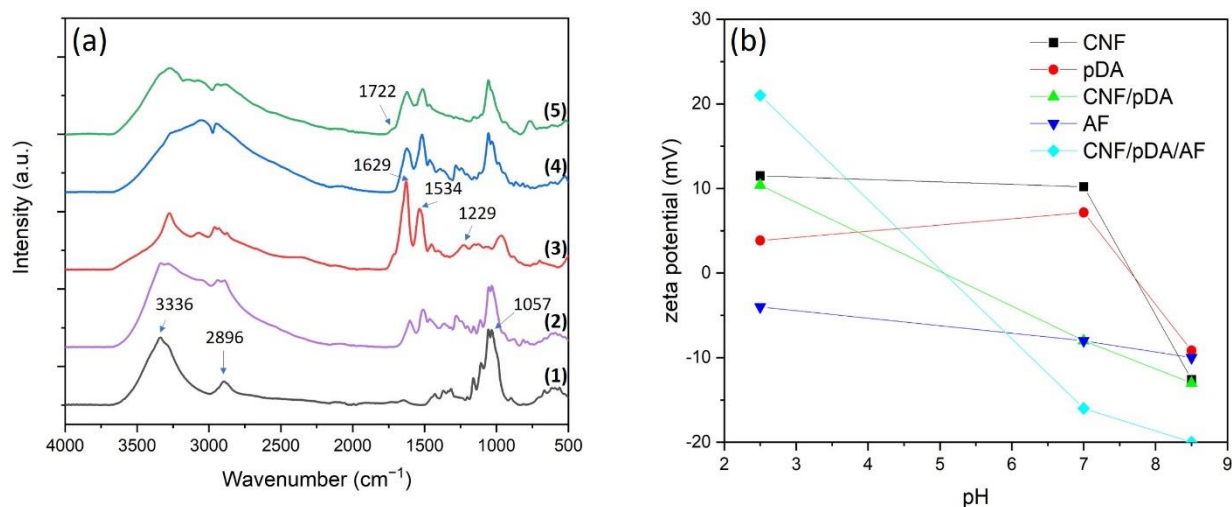 (a)
Intensity (a.u.)
(5)
1722
(4)
1629
1534
1229
(3)
3336
2896
1057
(2)
(1)
4000 3500 3000 2500 2000 1500 1000 500
Wavenumber (cm⁻¹)
(b)
zeta potential (mV)
30
20
10
0
-10
-20
CNF
pDA
CNF/pDA
AF
CNF/pDA/AF
2 3 4 5 6 7 8 9
pH